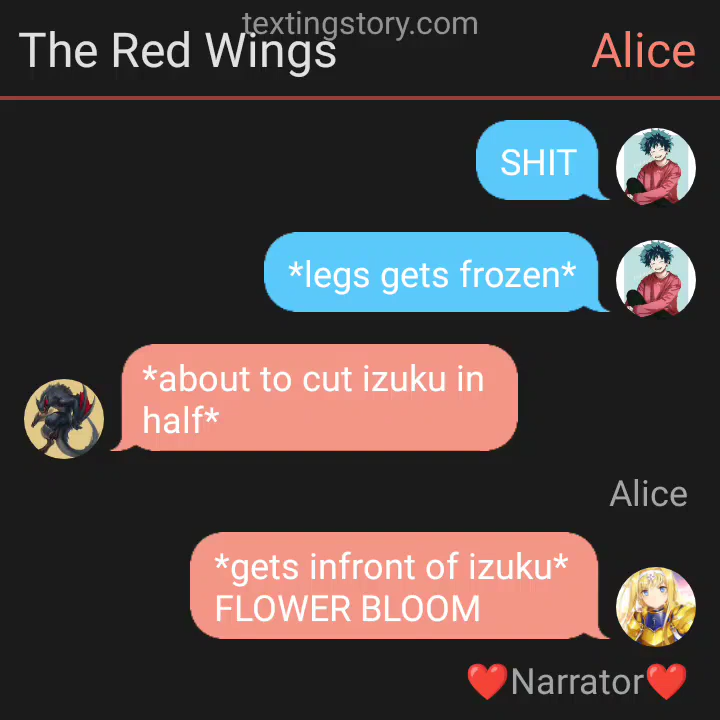 textingstory.com
The Red Wings
Alice
SHIT
*legs gets frozen*
*about to cut izuku in
half*
Alice
*gets infront of izuku*
FLOWER BLOOM
❤️Narrator❤️